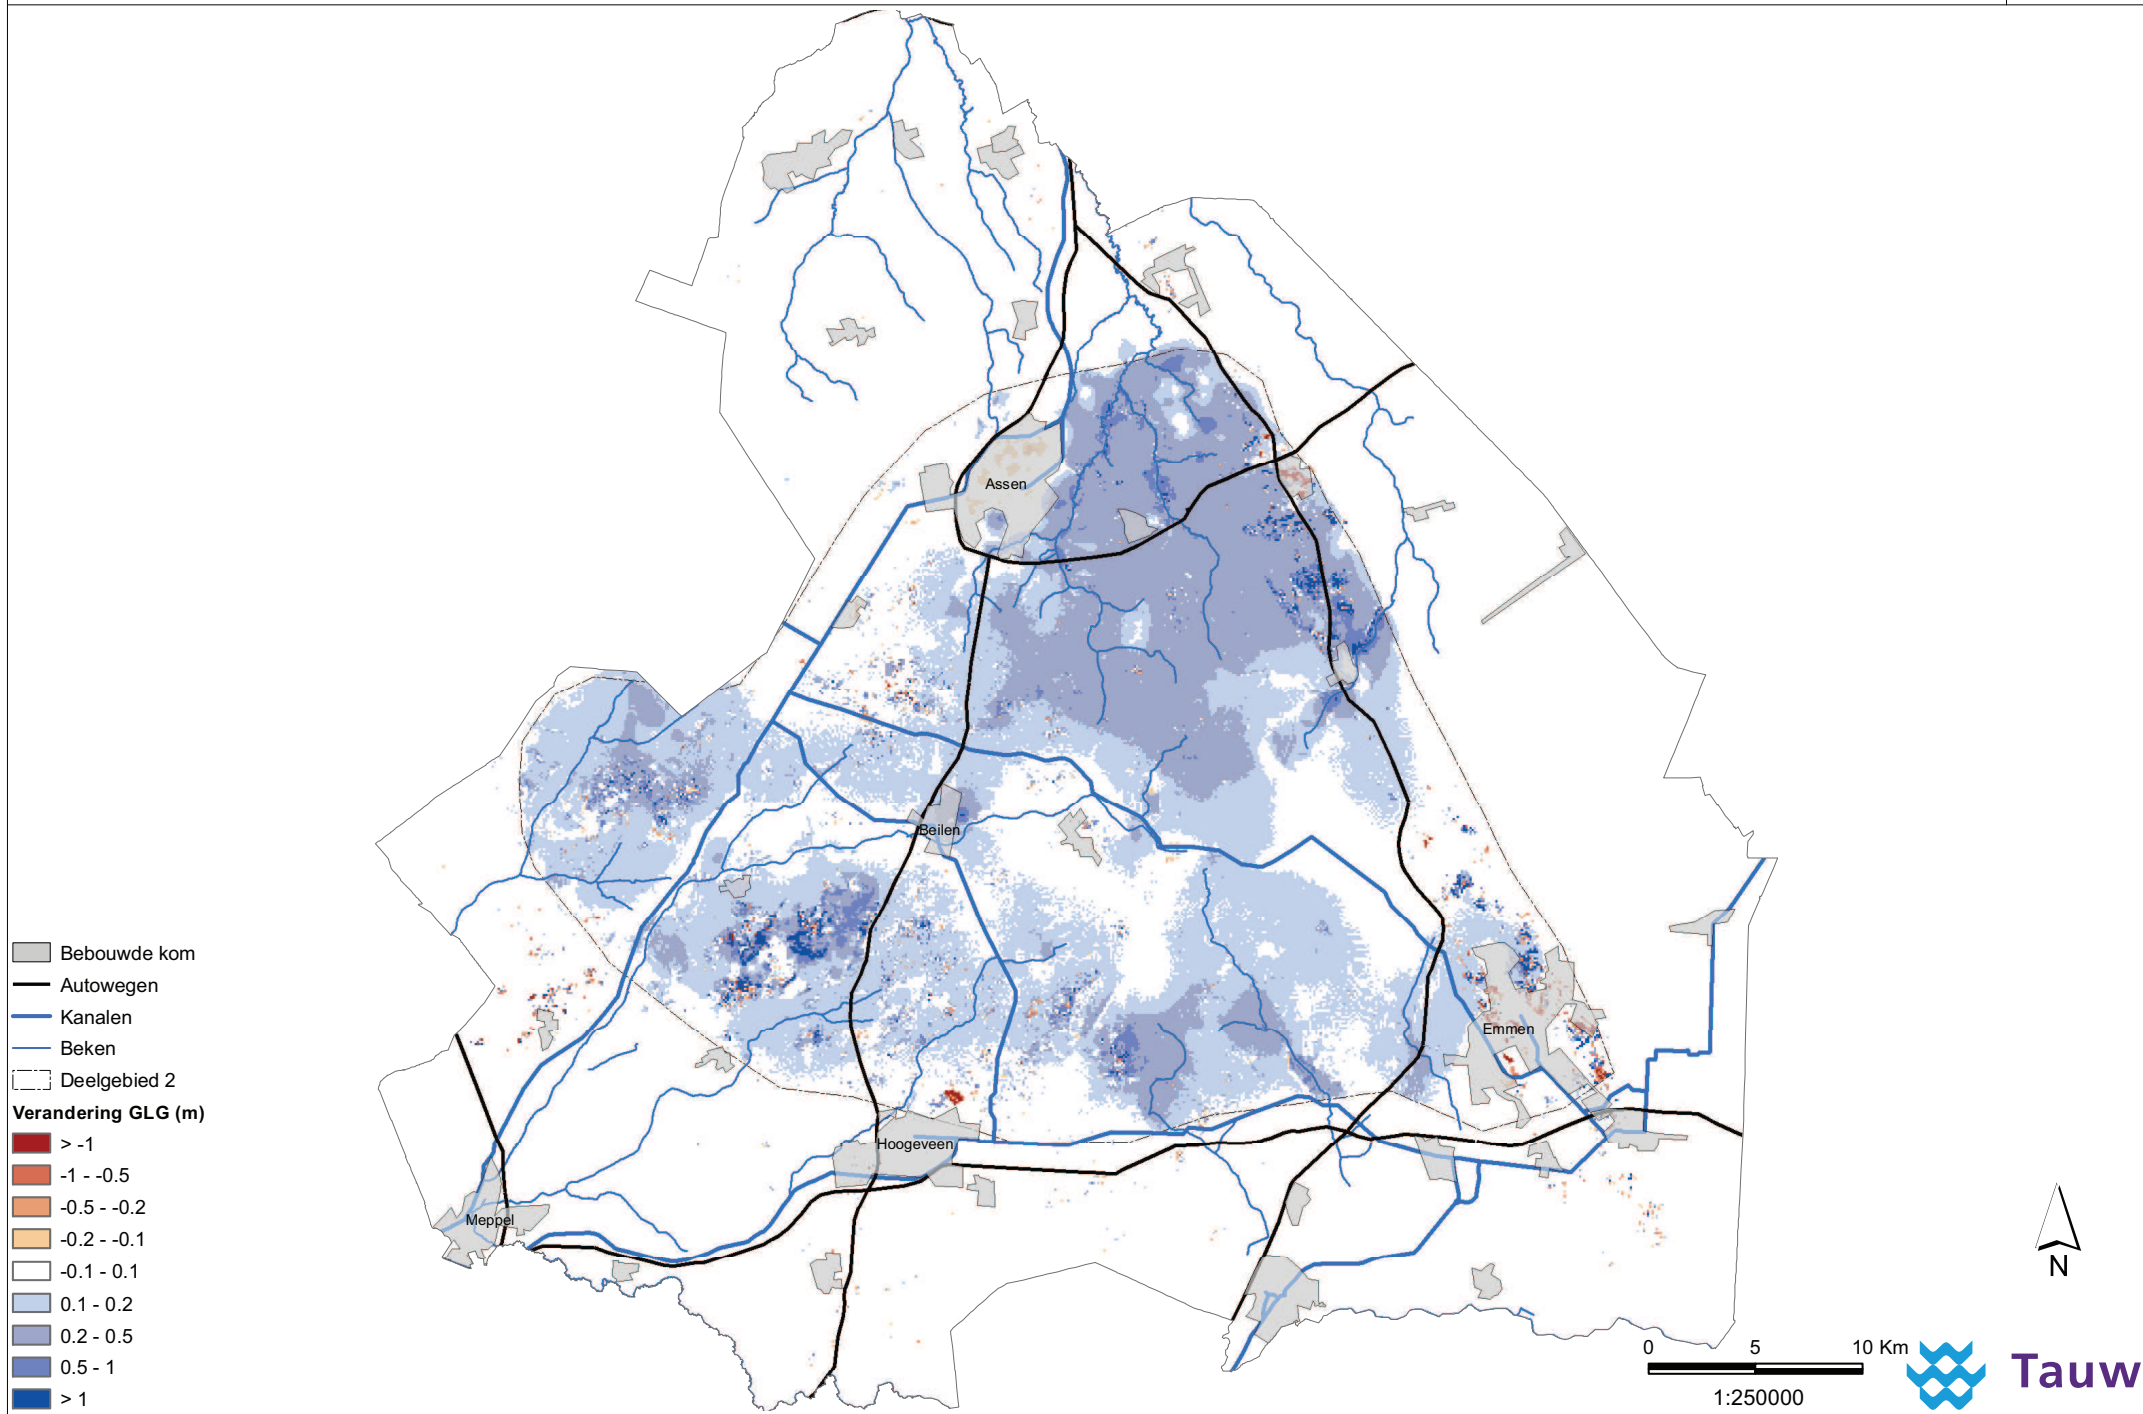 Assen
Beilen
Emmen
Hoogeveen
Meppel
Bebouwde kom
Autowegen
Kanalen
Beken
Deelgebied 2
Verandering GLG (m)
> -1
-1 - -0.5
-0.5 - -0.2
-0.2 - -0.1
-0.1 - 0.1
0.1 - 0.2
0.2 - 0.5
0.5 - 1
> 1
N
0 5 10 Km
1:250000
Tauw